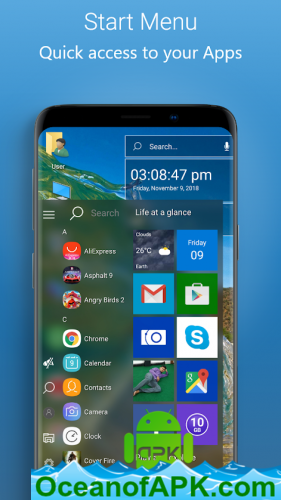 Start Menu
Quick access to your Apps
User
Search...
03:08:47 pm
Friday, November 9, 2018
Search
Life at a glance
A
AliExpress
Asphalt 9
Angry Birds 2
C
Chrome
Calendar
Contacts
Camera
Clock
Cover Fire
Clouds
26°C
Earth
Friday
09
10
GB
APK
OceanofAPK.com